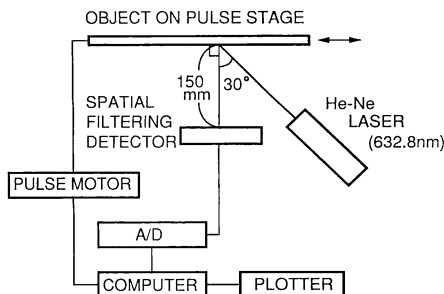 OBJECT ON PULSE STAGE
150
mm
30°
SPATIAL
FILTERING
DETECTOR
He-Ne
LASER
(632.8nm)
PULSE MOTOR
A/D
COMPUTER
PLOTTER